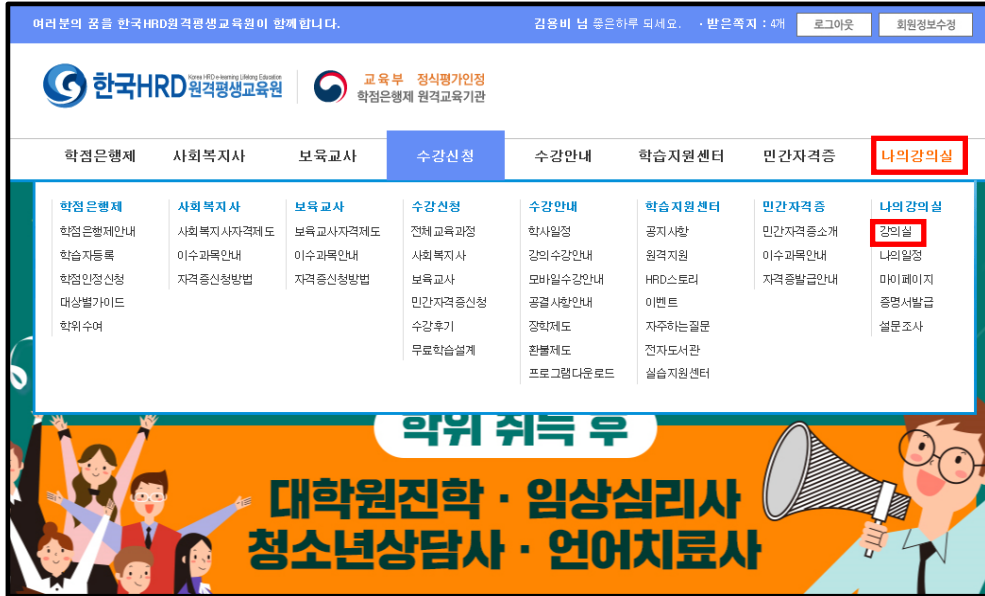 여러분의 꿈을 한국HRD원격평생교육원이 함께합니다.
김용비 님 좋은하루 되세요. · 받은쪽지 : 4개 로그아웃 회원정보수정
한국HRD원격평생교육원
Korea HRD e-learning Lifelong Education
교육부 정식평가인정
학점은행제 원격교육기관
학점은행제 사회복지사 보육교사 수강신청 수강안내 학습지원센터 민간자격증 나의강의실
학점은행제
학점은행제안내
학습자등록
학점인정신청
대상별가이드
학위수여
사회복지사
사회복지사자격제도
이수과목안내
자격증신청방법
보육교사
보육교사자격제도
이수과목안내
자격증신청방법
수강신청
전체교육과정
사회복지사
보육교사
민간자격증신청
수강후기
무료학습설계
수강안내
학사일정
강의수강안내
모바일수강안내
공결사항안내
장학제도
환불제도
프로그램다운로드
학습지원센터
공지사항
원격지원
HRD스토리
이벤트
자주하는질문
전자도서관
실습지원센터
민간자격증
민간자격증소개
이수과목안내
자격증발급안내
나의강의실
강의실
나의일정
마이페이지
증명서발급
설문조사
학위 취득 후
대학원진학 · 임상심리사
청소년상담사 · 언어치료사